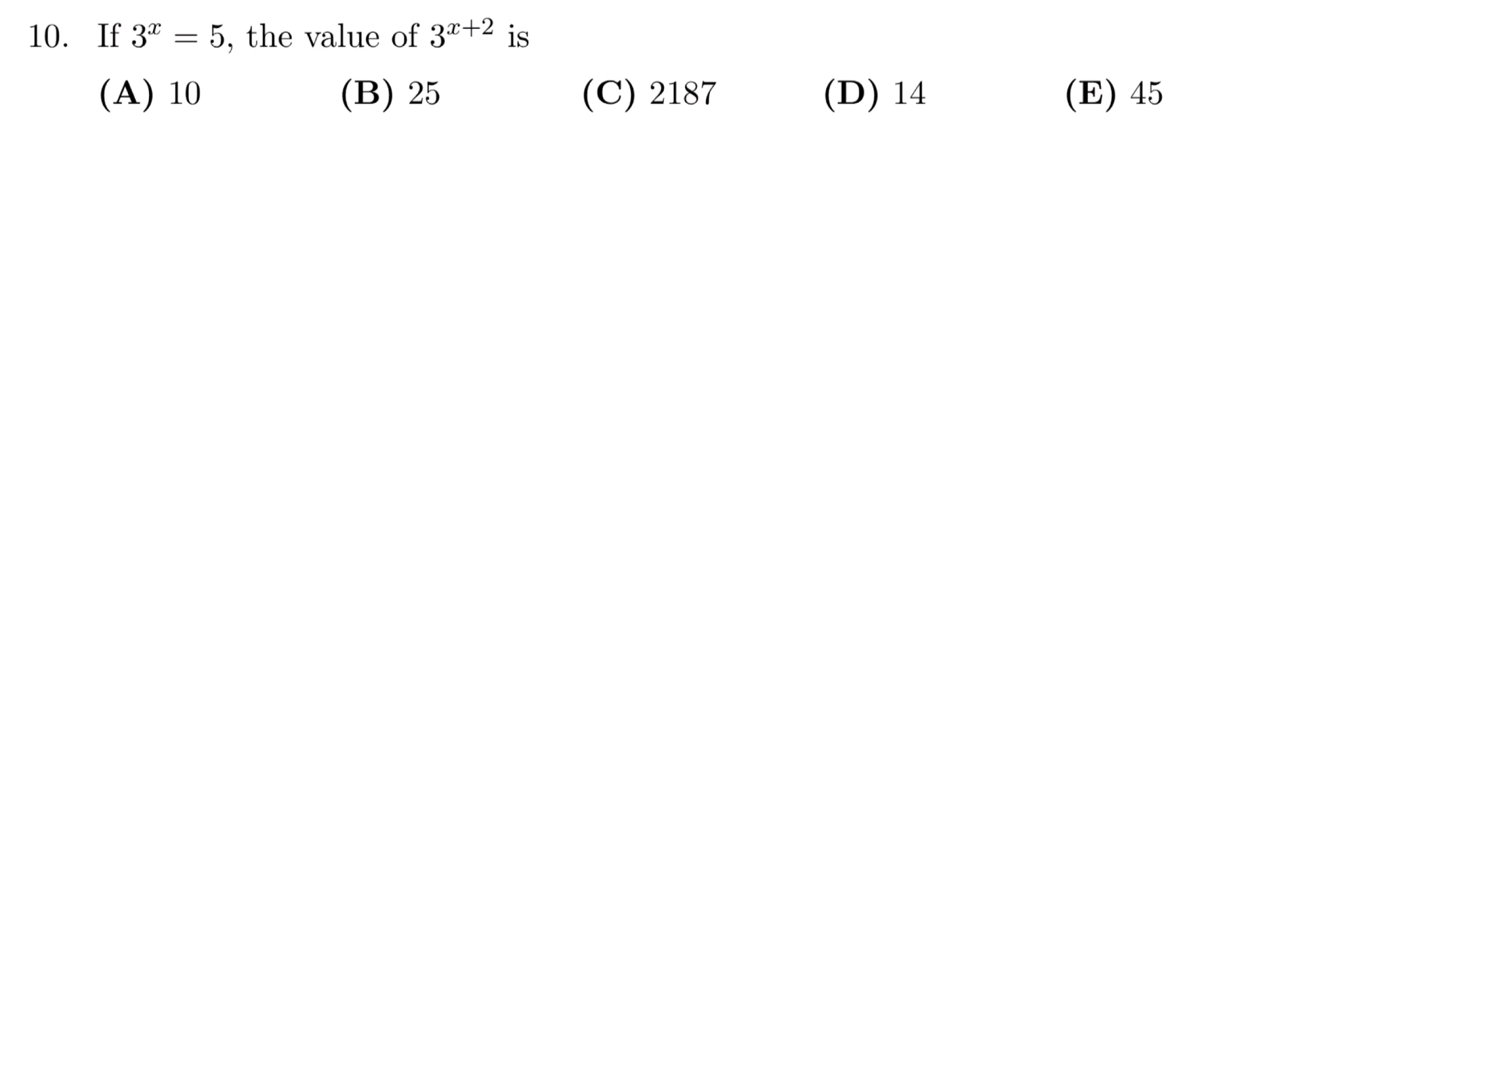 10. If $3^x = 5$, the value of $3^{x+2}$ is
(A) 10 (B) 25 (C) 2187 (D) 14 (E) 45